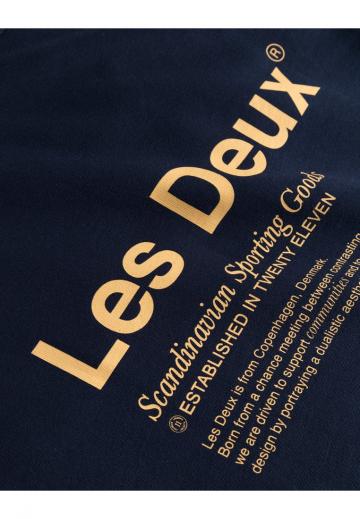 Les Deux®
Scandinavian Sporting Goods
ESTABLISHED IN TWENTY ELEVEN
Les Deux is from Copenhagen, Denmark.
Born from a chance meeting between contrasting
we are driven to support communities and
design by portraying a dualistic